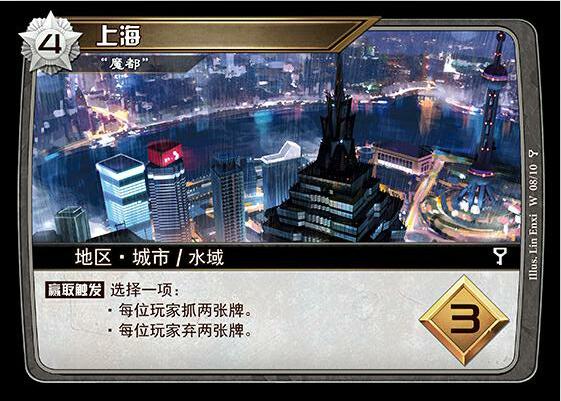 4
上海
“魔都”
地区·城市 / 水域
赢取触发 选择一项：
·每位玩家抓两张牌。
·每位玩家弃两张牌。
3
Illus. Lin Enxi W 08/10